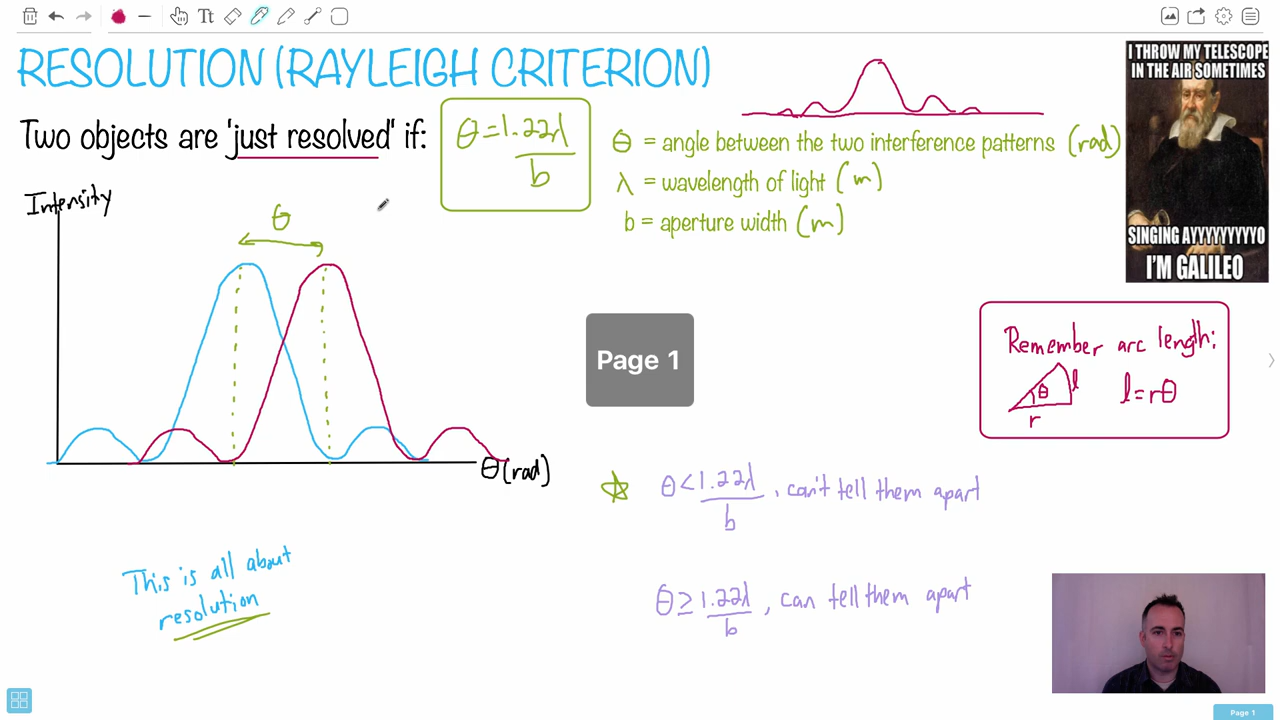 Tt
RESOLUTION (RAYLEIGH CRITERION)
Two objects are 'just resolved' if:
θ = 1.22λ / b
θ = angle between the two interference patterns (rad)
λ = wavelength of light (m)
b = aperture width (m)
I THROW MY TELESCOPE
IN THE AIR SOMETIMES
SINGING AYYYYYYYYO
I'M GALILEO
Intensity
θ
θ (rad)
Page 1
Remember arc length:
θ
l
r
l = rθ
θ < 1.22λ / b , can't tell them apart
θ ≥ 1.22λ / b , can tell them apart
This is all about
resolution
Page 1